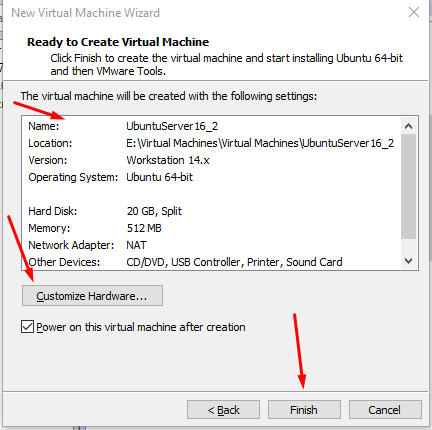 New Virtual Machine Wizard
Ready to Create Virtual Machine
Click Finish to create the virtual machine and start installing Ubuntu 64-bit
and then VMware Tools.
The virtual machine will be created with the following settings:
Name: UbuntuServer16_2
Location: E:\Virtual Machines\Virtual Machines\UbuntuServer16_2
Version: Workstation 14.x
Operating System: Ubuntu 64-bit
Hard Disk: 20 GB, Split
Memory: 512 MB
Network Adapter: NAT
Other Devices: CD/DVD, USB Controller, Printer, Sound Card
Customize Hardware...
Power on this virtual machine after creation
< Back Finish Cancel